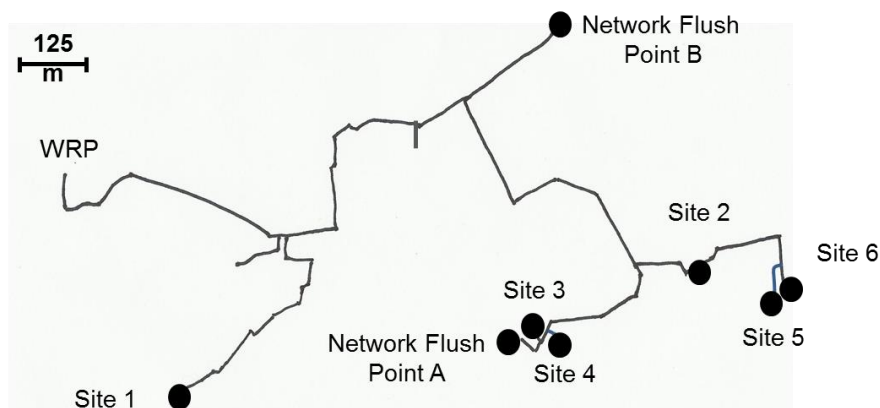 125
m
Network Flush
Point B
WRP
Site 2
Site 6
Site 3
Site 5
Network Flush
Point A
Site 4
Site 1